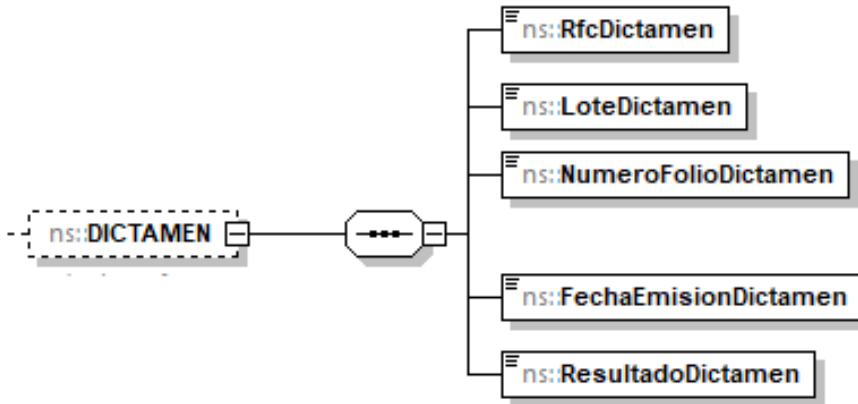 ns::RfcDictamen
ns::LoteDictamen
ns::NumeroFolioDictamen
ns::DICTAMEN
ns::FechaEmisionDictamen
ns::ResultadoDictamen